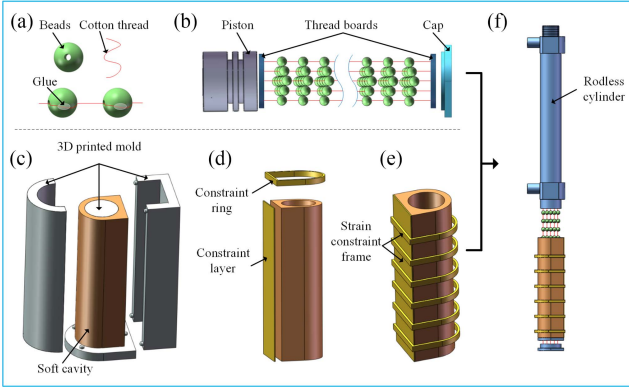 (a)
Beads
Cotton thread
Glue
(b)
Piston
Thread boards
Cap
(c)
3D printed mold
Soft cavity
(d)
Constraint
ring
Constraint
layer
(e)
Strain
constraint
frame
(f)
Rodless
cylinder